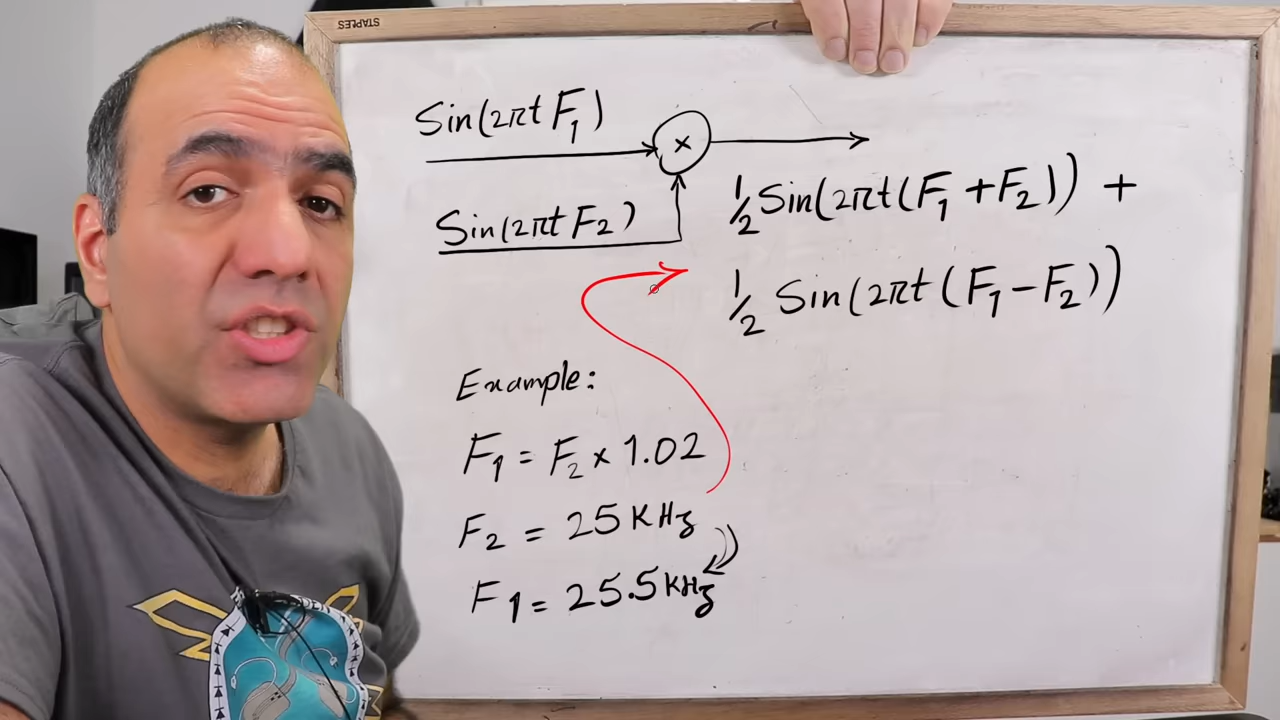 STAPLES
Sin(2πt F₁)
×
Sin(2πt F₂)
½ Sin(2πt(F₁ + F₂)) +
½ Sin(2πt(F₁ − F₂))
Example:
F₁ = F₂ × 1.02
F₂ = 25 KHz
F₁ = 25.5 KHz